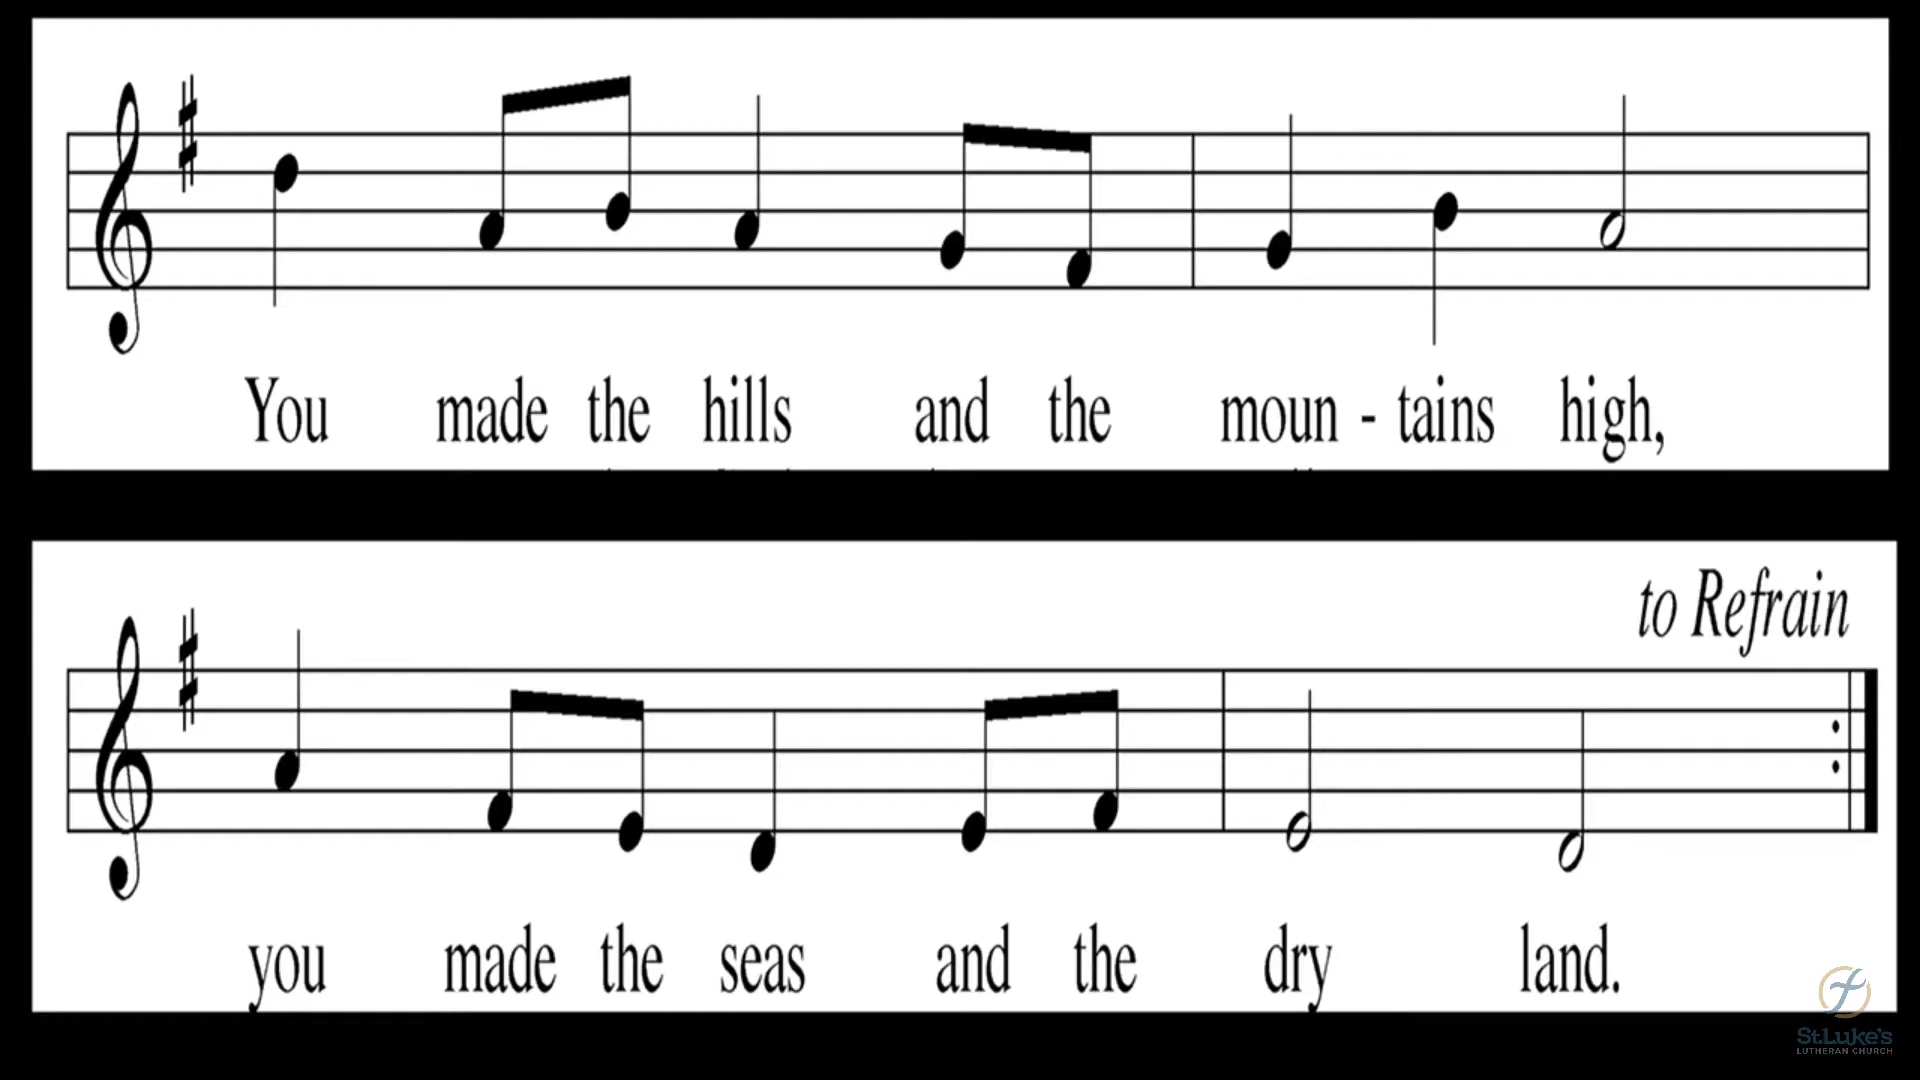 You made the hills and the moun - tains high,
to Refrain
you made the seas and the dry land.
St.Luke's
LUTHERAN CHURCH